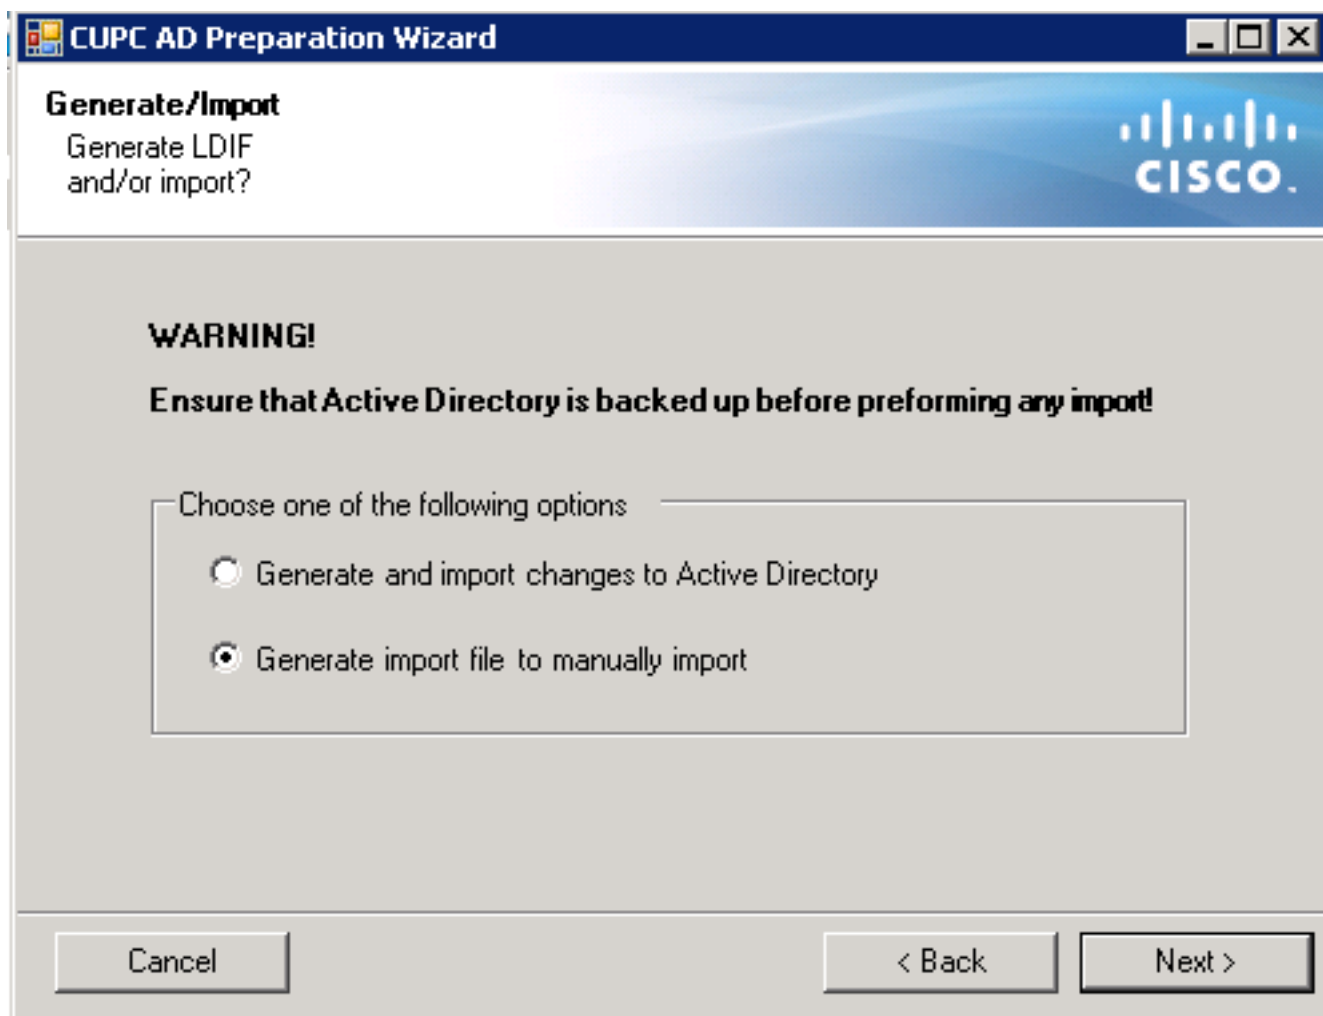 CUPC AD Preparation Wizard
Generate/Import
Generate LDIF
and/or import?
CISCO.
WARNING!
Ensure that Active Directory is backed up before preforming any import!
Choose one of the following options
Generate and import changes to Active Directory
Generate import file to manually import
Cancel
< Back
Next >